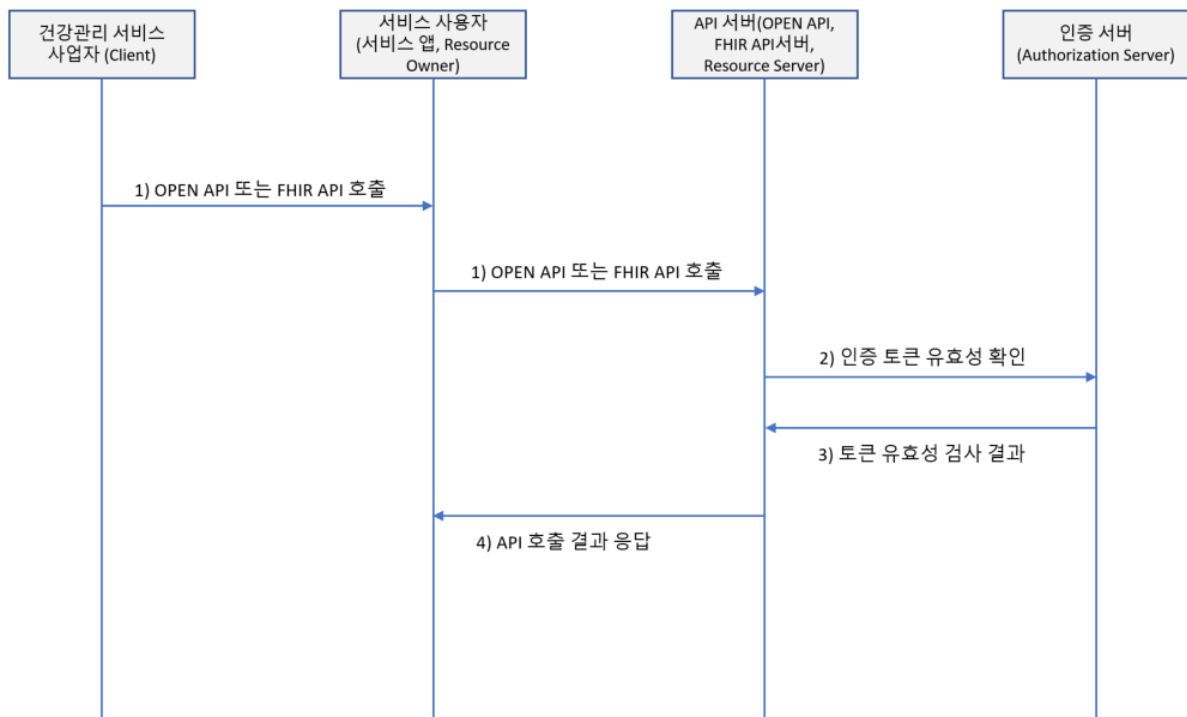 건강관리 서비스
사업자 (Client)
서비스 사용자
(서비스 앱, Resource
Owner)
API 서버(OPEN API,
FHIR API서버,
Resource Server)
인증 서버
(Authorization Server)
1) OPEN API 또는 FHIR API 호출
1) OPEN API 또는 FHIR API 호출
2) 인증 토큰 유효성 확인
3) 토큰 유효성 검사 결과
4) API 호출 결과 응답